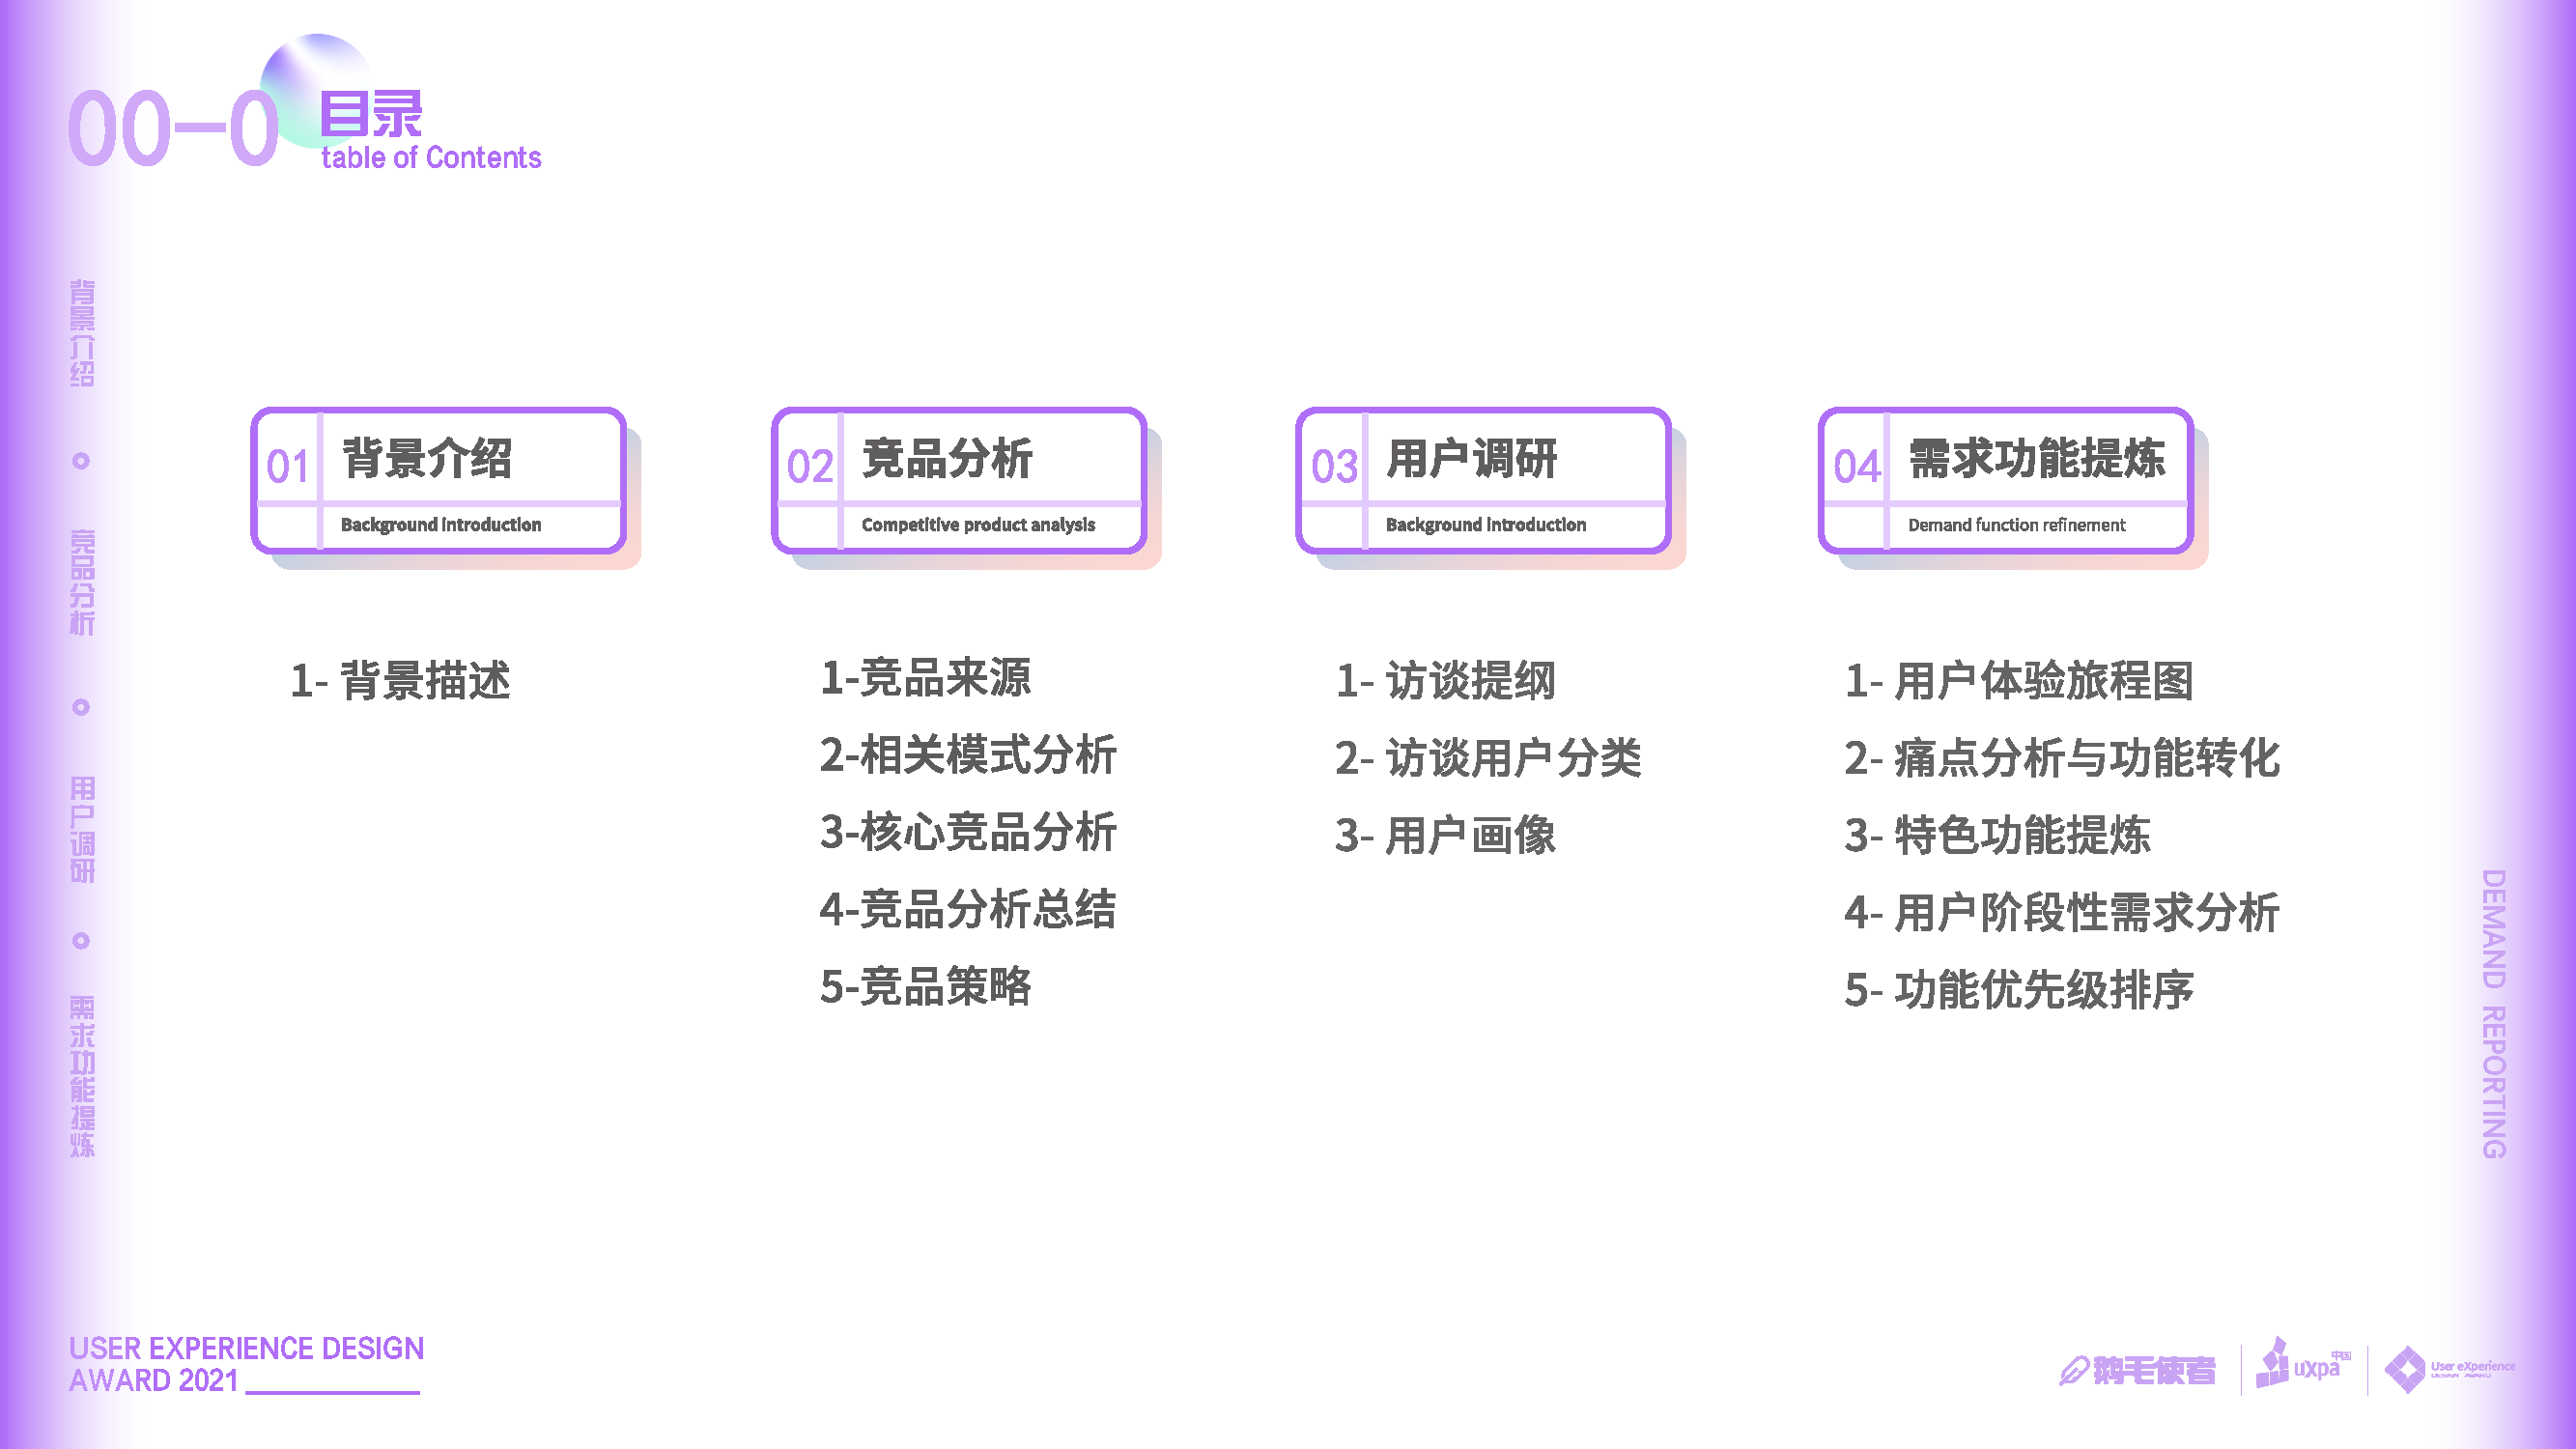 00-0
目录
table of Contents
背景介绍
竞品分析
用户调研
需求功能提炼
01 背景介绍
Background introduction
1- 背景描述
02 竞品分析
Competitive product analysis
1-竞品来源
2-相关模式分析
3-核心竞品分析
4-竞品分析总结
5-竞品策略
03 用户调研
Background introduction
1- 访谈提纲
2- 访谈用户分类
3- 用户画像
04 需求功能提炼
Demand function refinement
1- 用户体验旅程图
2- 痛点分析与功能转化
3- 特色功能提炼
4- 用户阶段性需求分析
5- 功能优先级排序
DEMAND REPORTING
USER EXPERIENCE DESIGN
AWARD 2021
鹅毛使者
uxpa中国
User eXperience